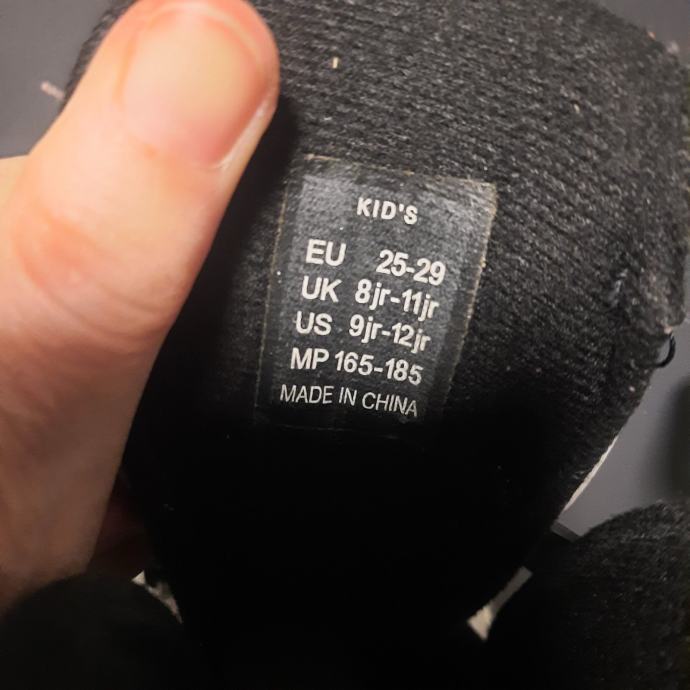 KID'S
EU 25-29
UK 8jr-11jr
US 9jr-12jr
MP 165-185
MADE IN CHINA